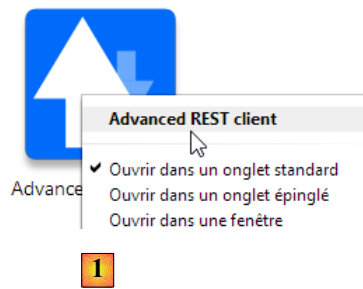 Advanced REST client
Ouvrir dans un onglet standard
Advance
Ouvrir dans un onglet épinglé
Ouvrir dans une fenêtre
1